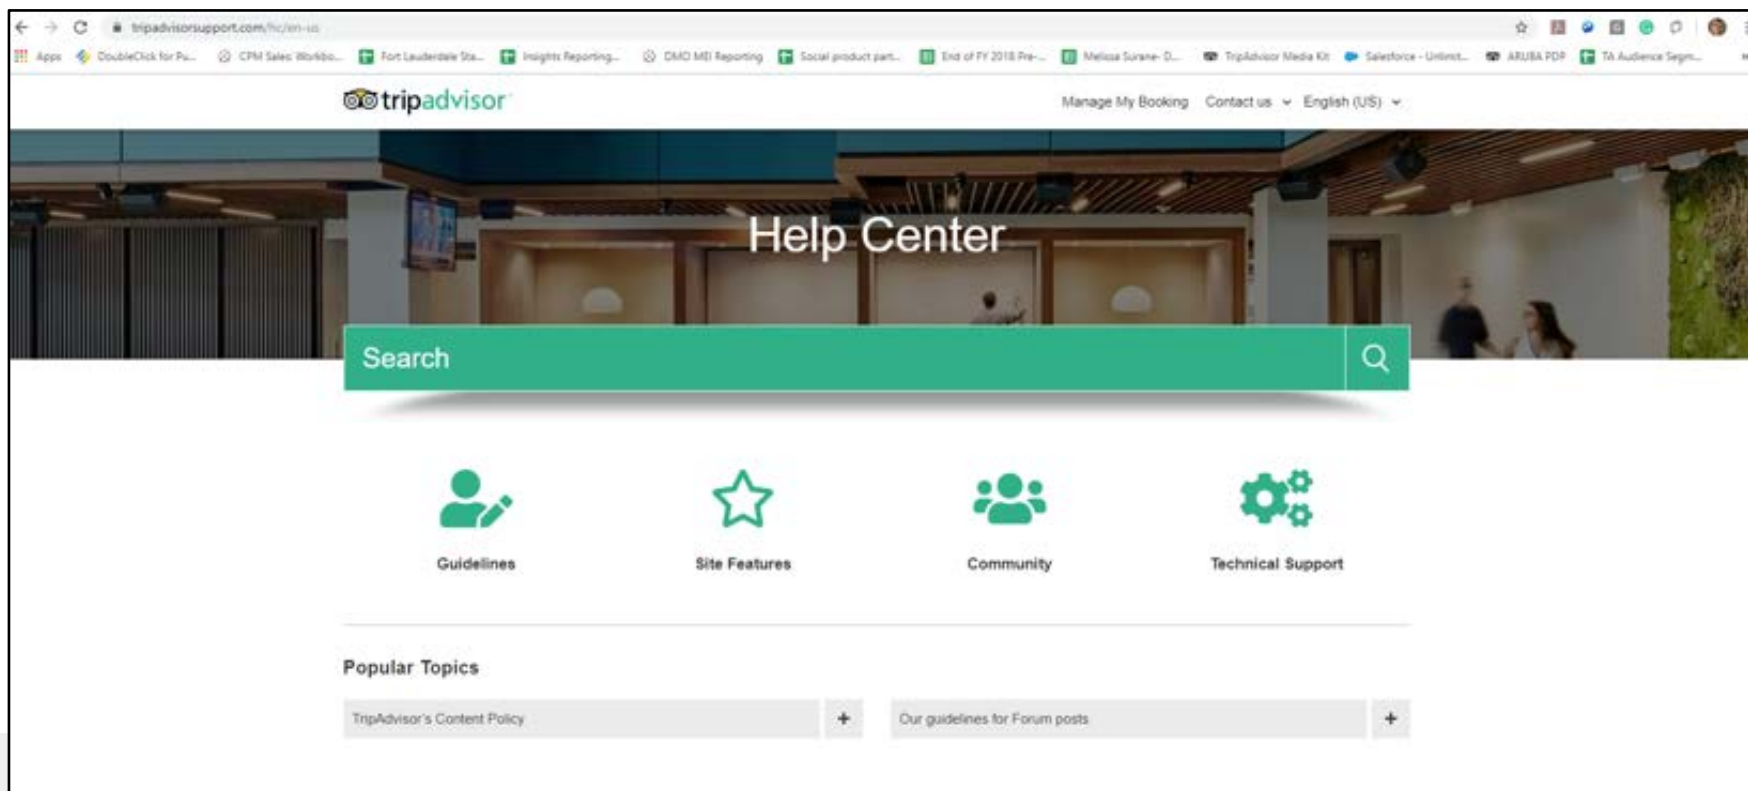 tripadvisorsupport.com/hc/en-us
Apps DoubleClick for Pu... CPM Sales Workbo... Fort Lauderdale Sta... Insights Reporting... DMO MEI Reporting Social product part... End of FY 2018 Pre-... Melissa Surane- D... TripAdvisor Media Kit Salesforce - Unlimit... ARUBA PDP TA Audience Segm...
tripadvisor Manage My Booking Contact us English (US)
Help Center
Search
Guidelines Site Features Community Technical Support
Popular Topics
TripAdvisor's Content Policy + Our guidelines for Forum posts +